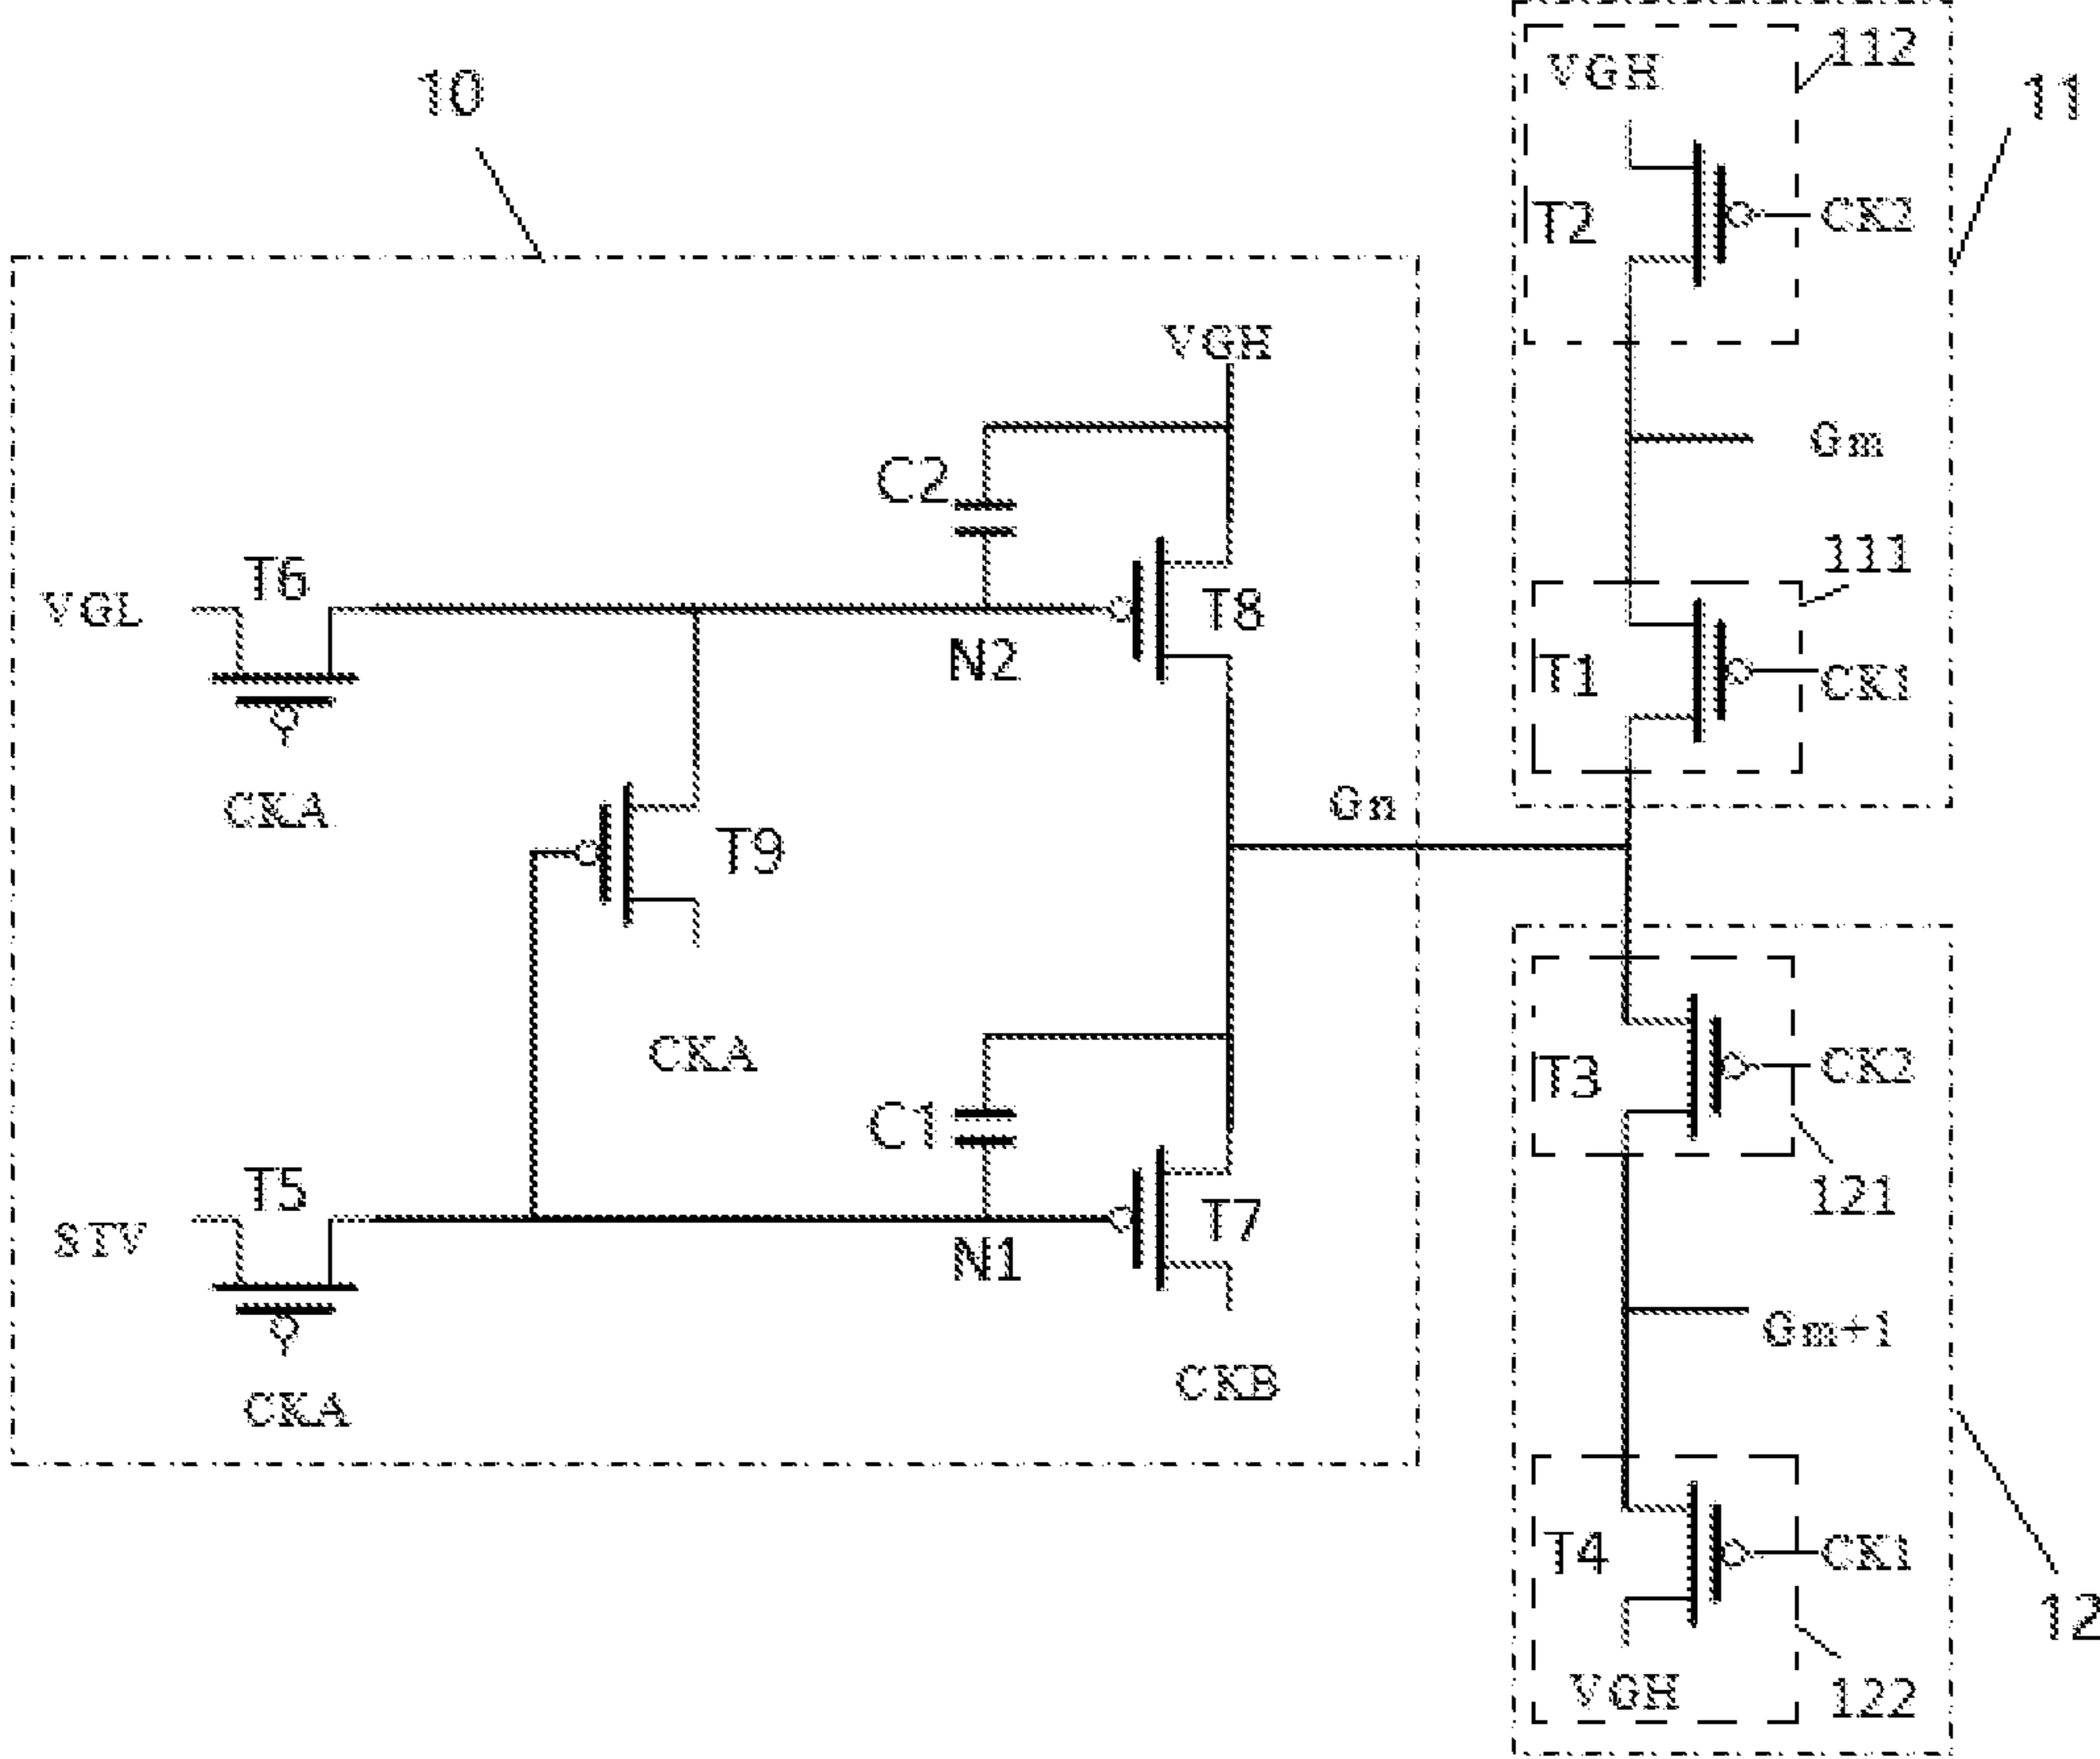 112
VGH
10
11
T2
CK2
VGH
Gm
C2
111
T6
VGL
T8
N2
T1
CK1
CKA
Gn
T9
CKA
T3
CK2
C1
121
T5
STV
T7
N1
Gm+1
CKB
CKA
T4
CK1
12
VGH
122